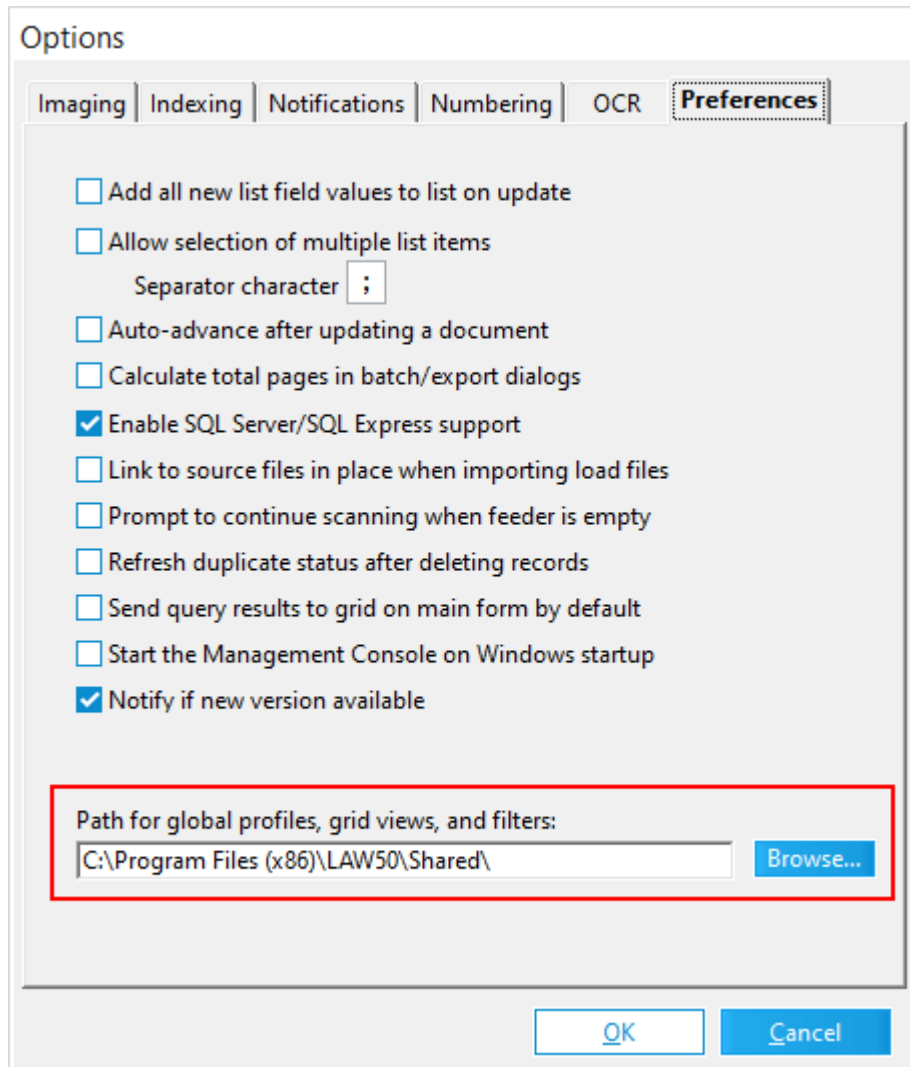 Options
Imaging Indexing Notifications Numbering OCR Preferences
Add all new list field values to list on update
Allow selection of multiple list items
Separator character ;
Auto-advance after updating a document
Calculate total pages in batch/export dialogs
Enable SQL Server/SQL Express support
Link to source files in place when importing load files
Prompt to continue scanning when feeder is empty
Refresh duplicate status after deleting records
Send query results to grid on main form by default
Start the Management Console on Windows startup
Notify if new version available
Path for global profiles, grid views, and filters:
C:\Program Files (x86)\LAW50\Shared\ Browse...
OK Cancel